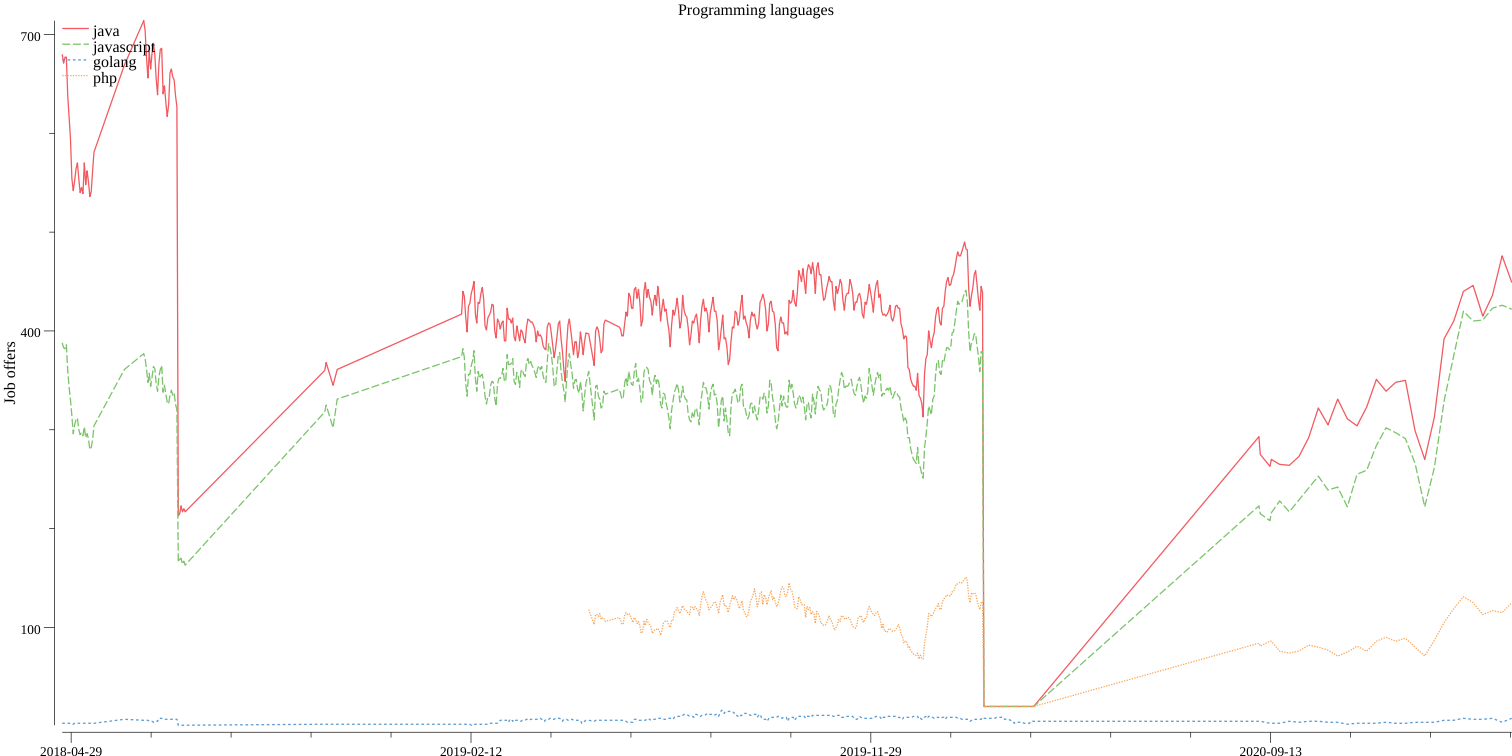 Programming languages
java
javascript
golang
php
700
400
100
Job offers
2018-04-29
2019-02-12
2019-11-29
2020-09-13